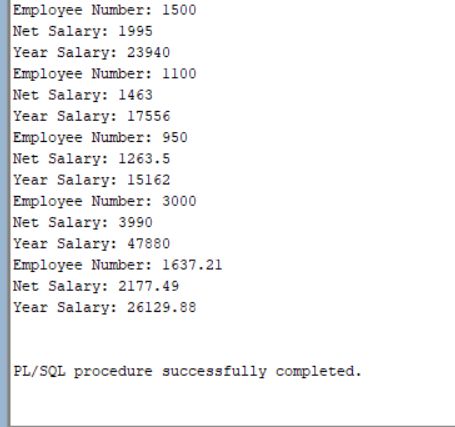 Employee Number: 1500
Net Salary: 1995
Year Salary: 23940
Employee Number: 1100
Net Salary: 1463
Year Salary: 17556
Employee Number: 950
Net Salary: 1263.5
Year Salary: 15162
Employee Number: 3000
Net Salary: 3990
Year Salary: 47880
Employee Number: 1637.21
Net Salary: 2177.49
Year Salary: 26129.88
PL/SQL procedure successfully completed.